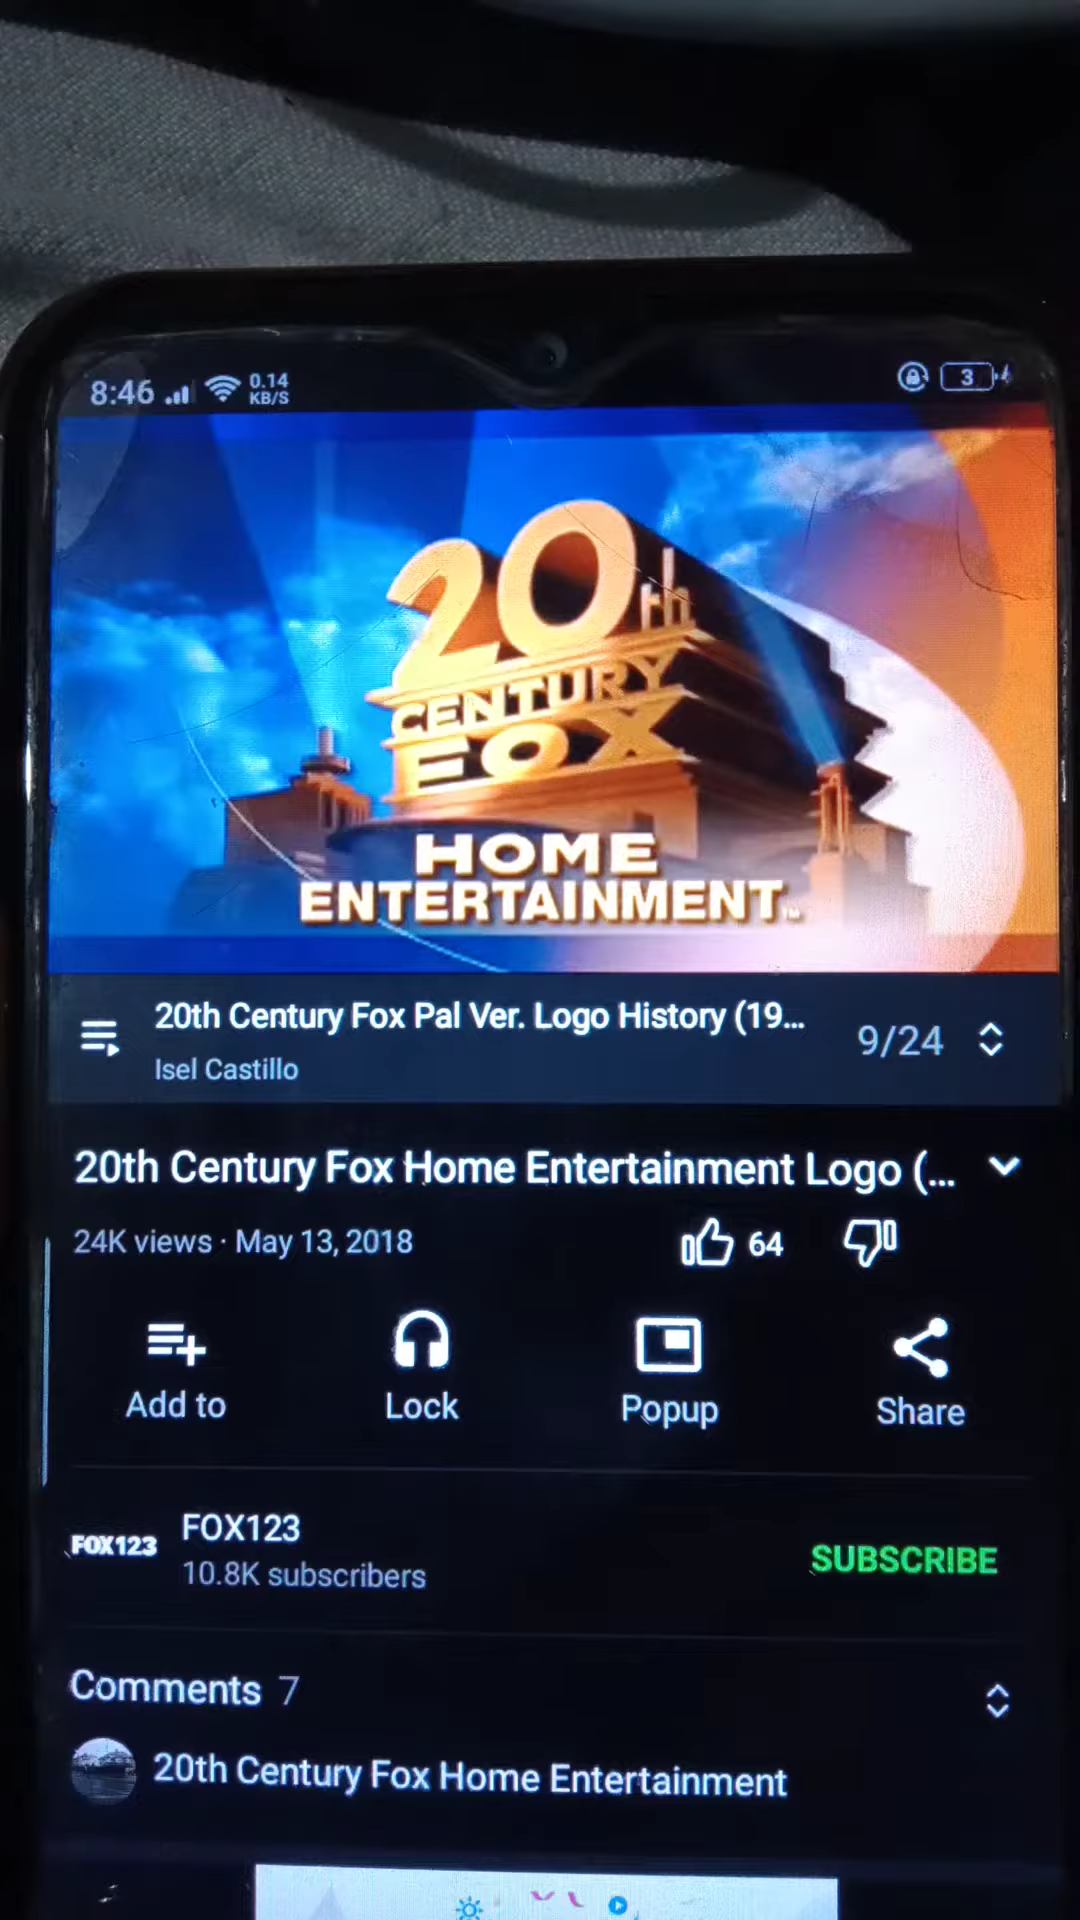 8:46 0.14 KB/S 3
20th
CENTURY
FOX
HOME
ENTERTAINMENT™
20th Century Fox Pal Ver. Logo History (19...
Isel Castillo
9/24
20th Century Fox Home Entertainment Logo (...
24K views · May 13, 2018
64
Add to
Lock
Popup
Share
FOX123
FOX123
10.8K subscribers
SUBSCRIBE
Comments 7
20th Century Fox Home Entertainment